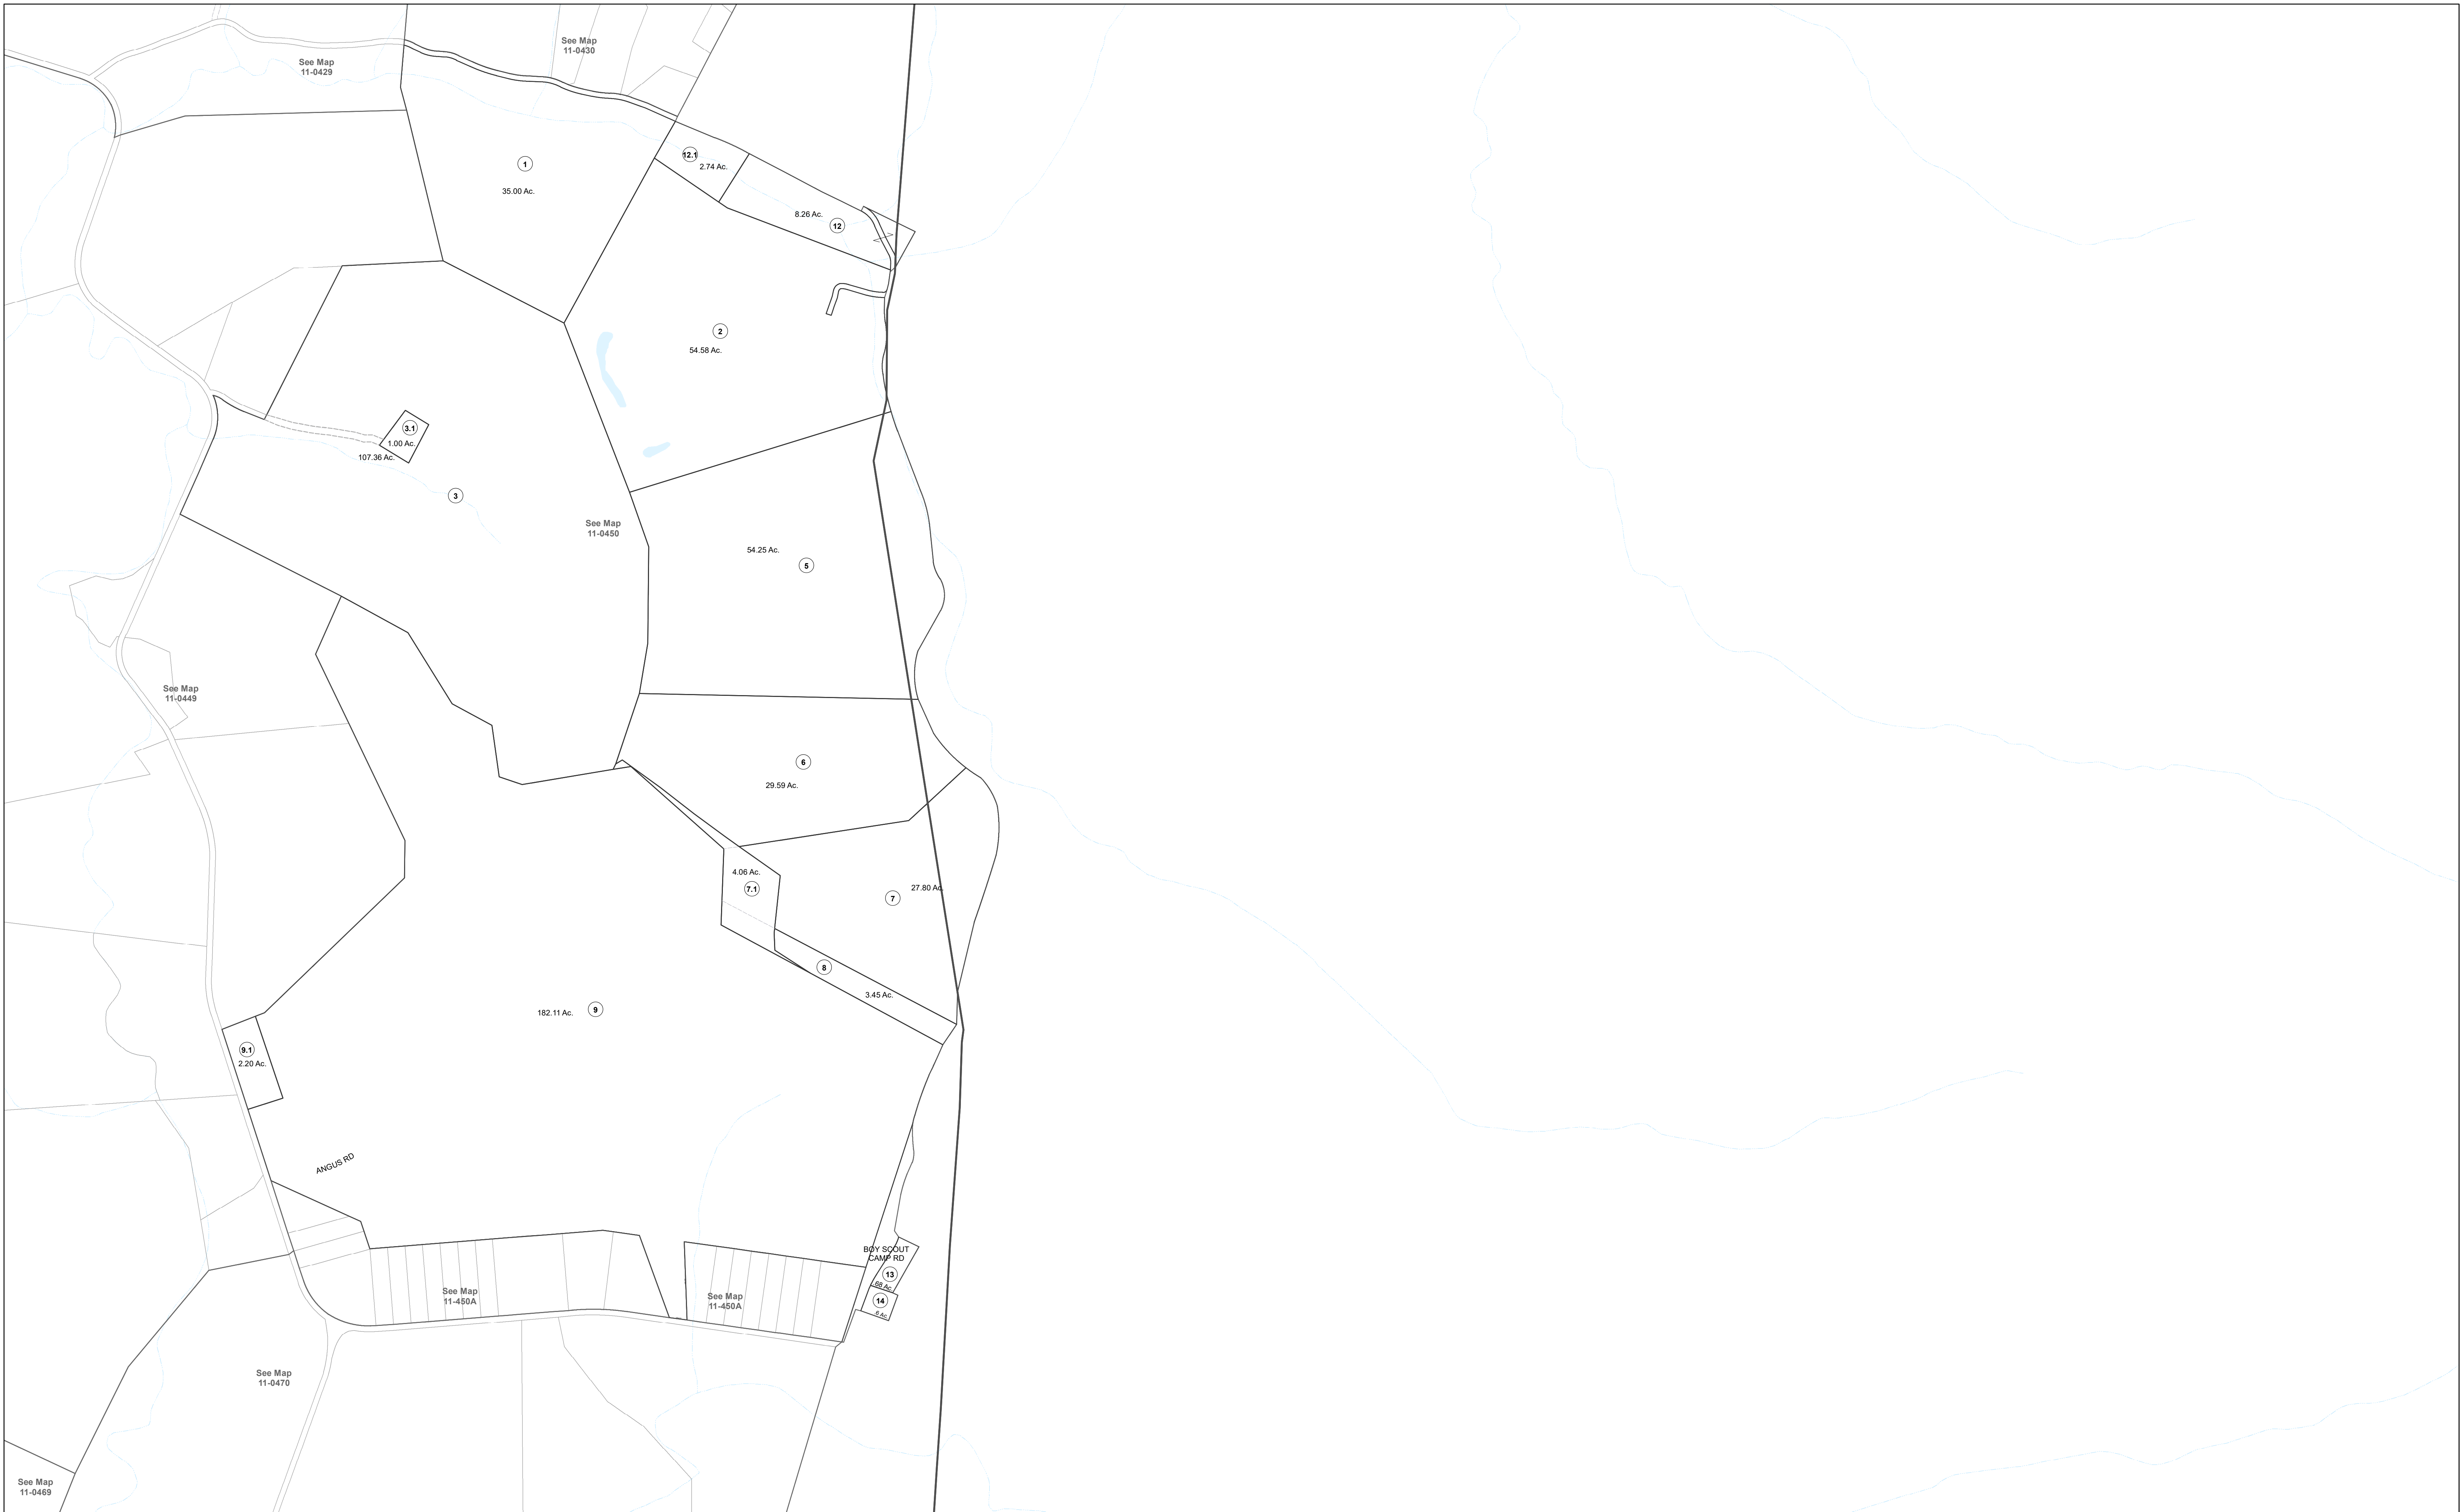 See Map
11-0430
See Map
11-0429
12.1
2.74 Ac.
1
35.00 Ac.
8.26 Ac.
12
2
54.58 Ac.
3.1
1.00 Ac.
107.36 Ac.
3
See Map
11-0450
54.25 Ac.
5
See Map
11-0449
6
29.59 Ac.
4.06 Ac.
7.1
27.80 Ac.
7
8
3.45 Ac.
182.11 Ac.
9
9.1
2.20 Ac.
ANGUS RD
BOY SCOUT
CAMP RD
13
.68 Ac.
See Map
11-450A
See Map
11-450A
14
See Map
11-0470
See Map
11-0469